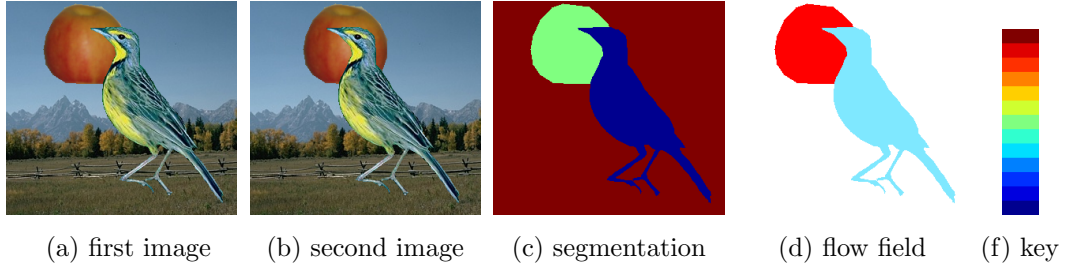 (a) first image (b) second image (c) segmentation (d) flow field (f) key